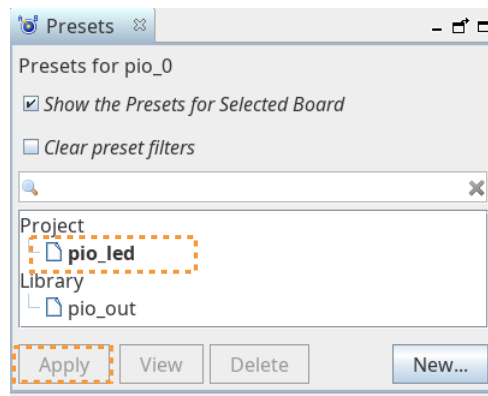 Presets
Presets for pio_0
Show the Presets for Selected Board
Clear preset filters
Project
pio_led
Library
pio_out
Apply View Delete New...